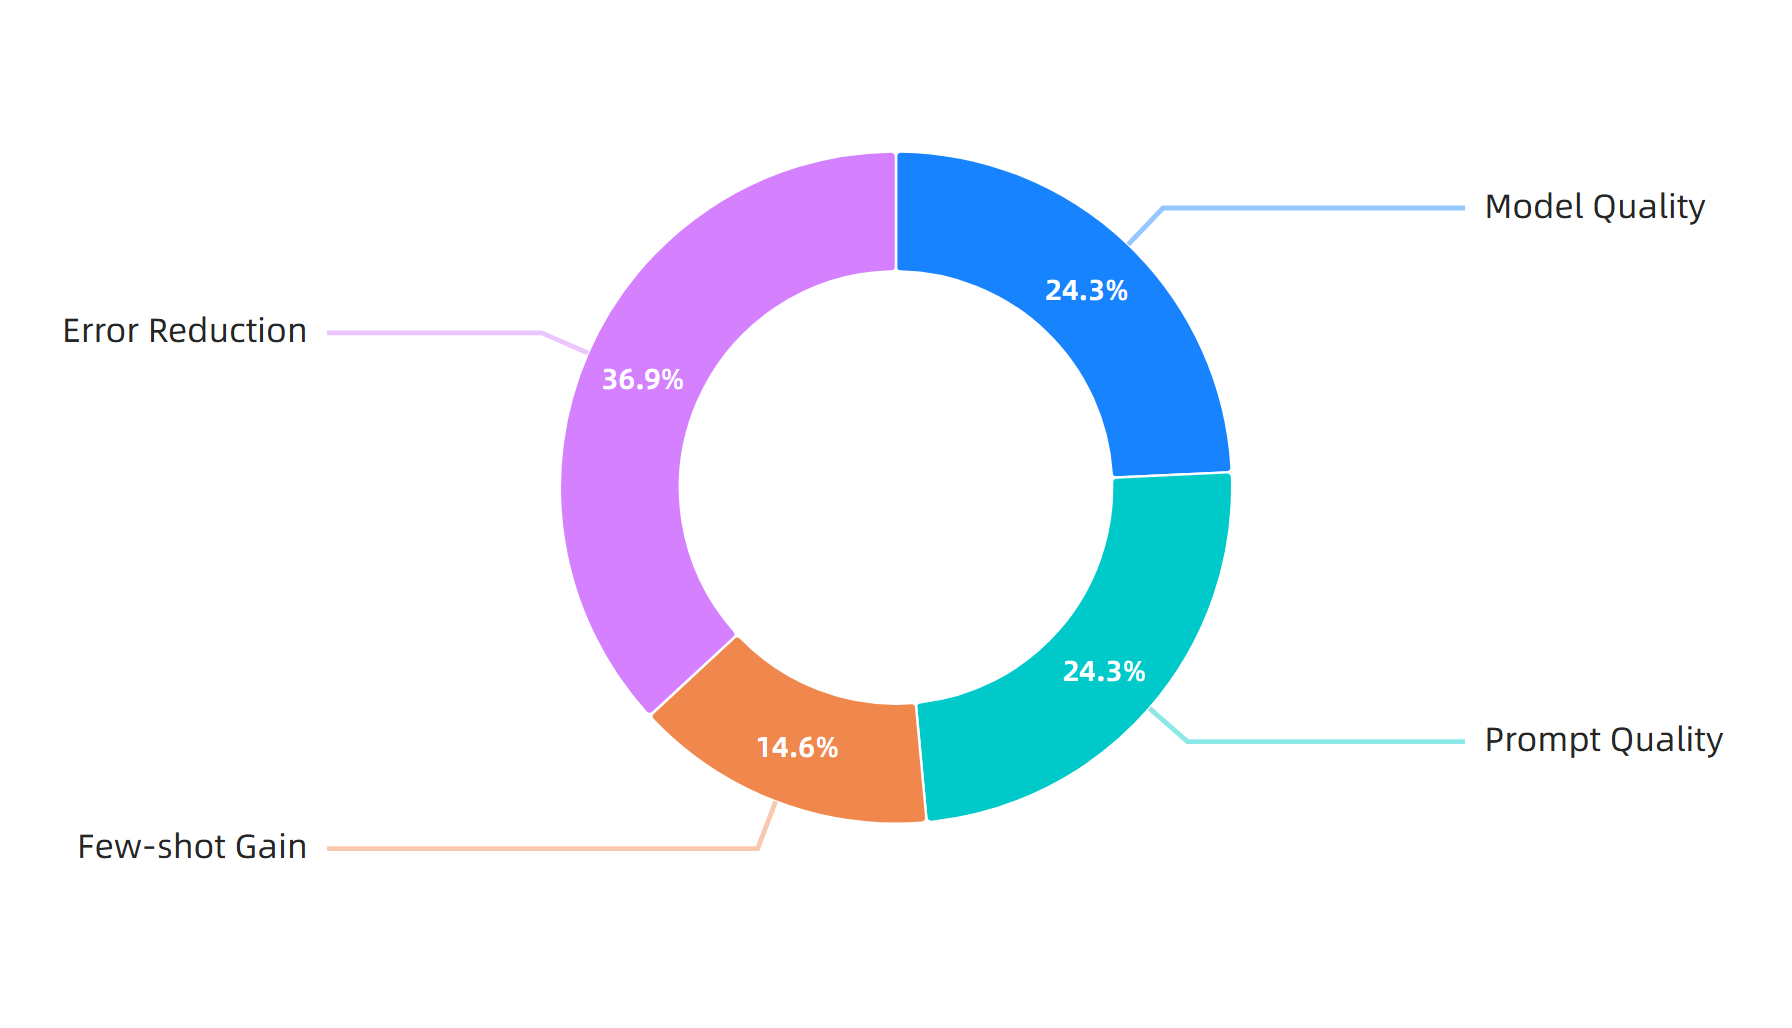 Model Quality
24.3%
Error Reduction
36.9%
24.3%
Prompt Quality
14.6%
Few-shot Gain